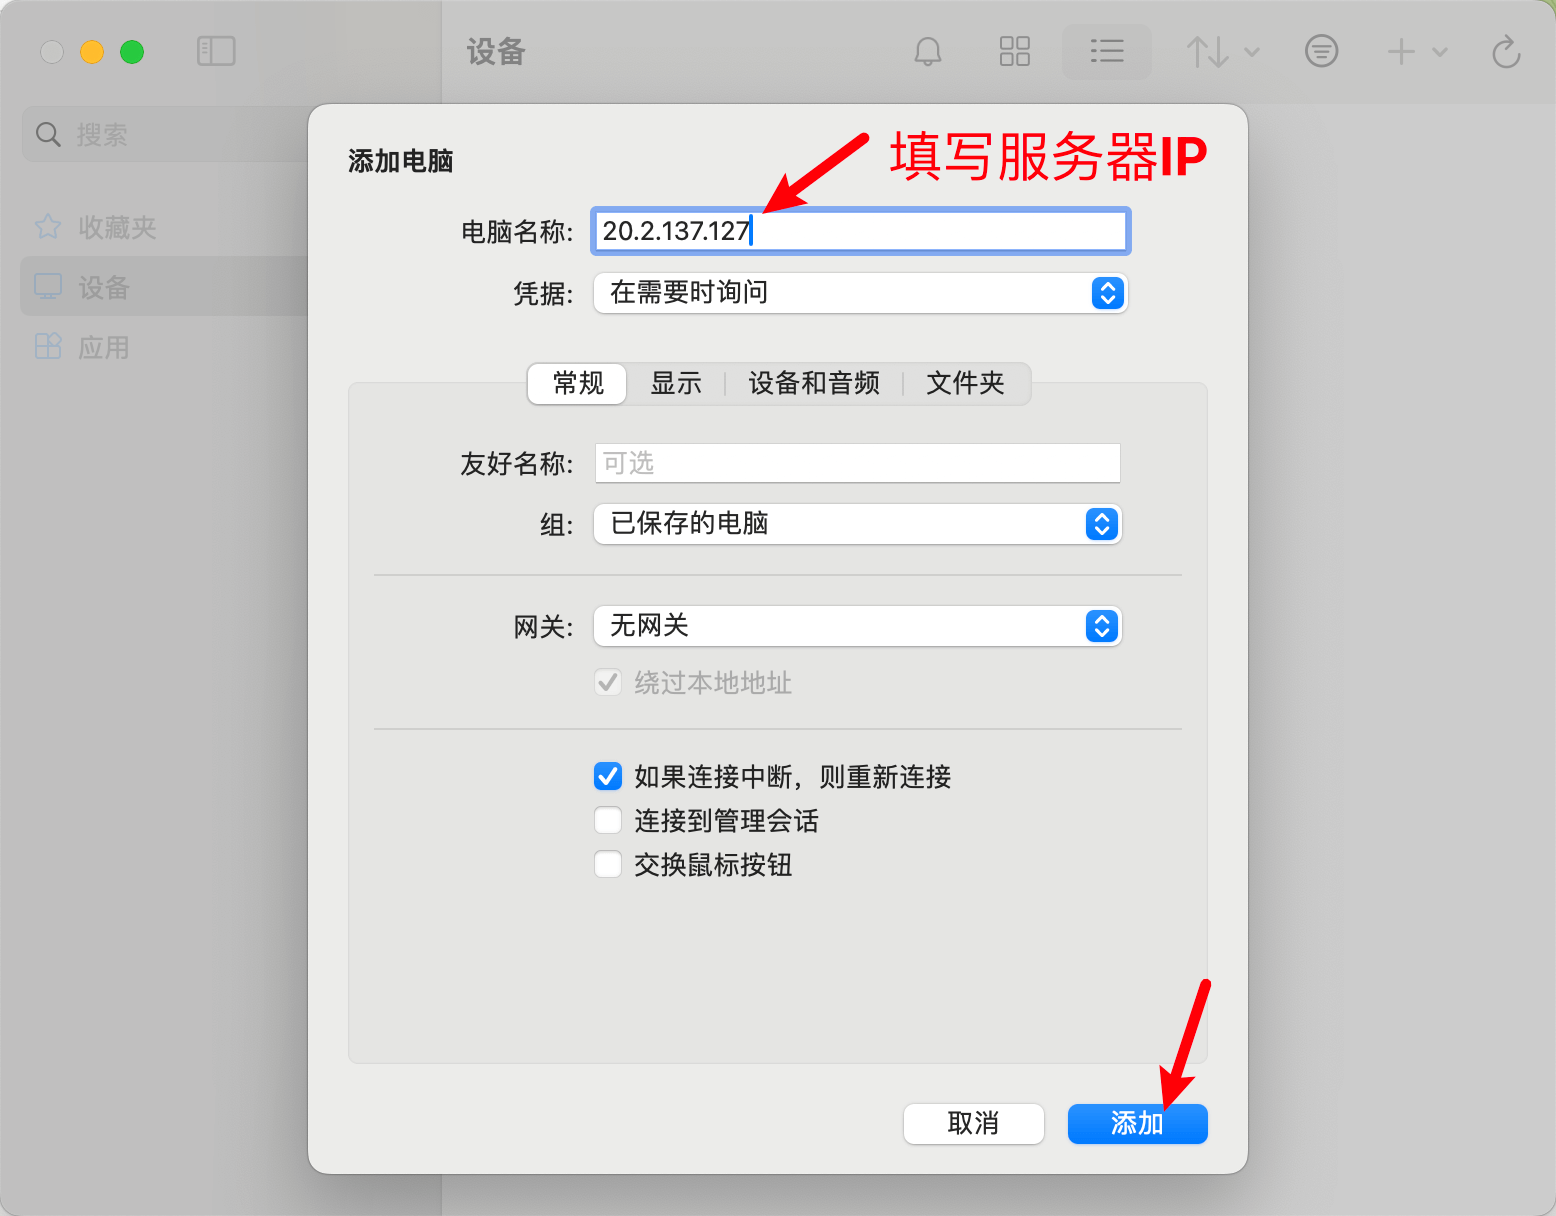 设备
搜索
收藏夹
设备
应用
添加电脑
填写服务器IP
电脑名称: 20.2.137.127
凭据: 在需要时询问
常规 显示 设备和音频 文件夹
友好名称: 可选
组: 已保存的电脑
网关: 无网关
绕过本地地址
如果连接中断，则重新连接
连接到管理会话
交换鼠标按钮
取消 添加